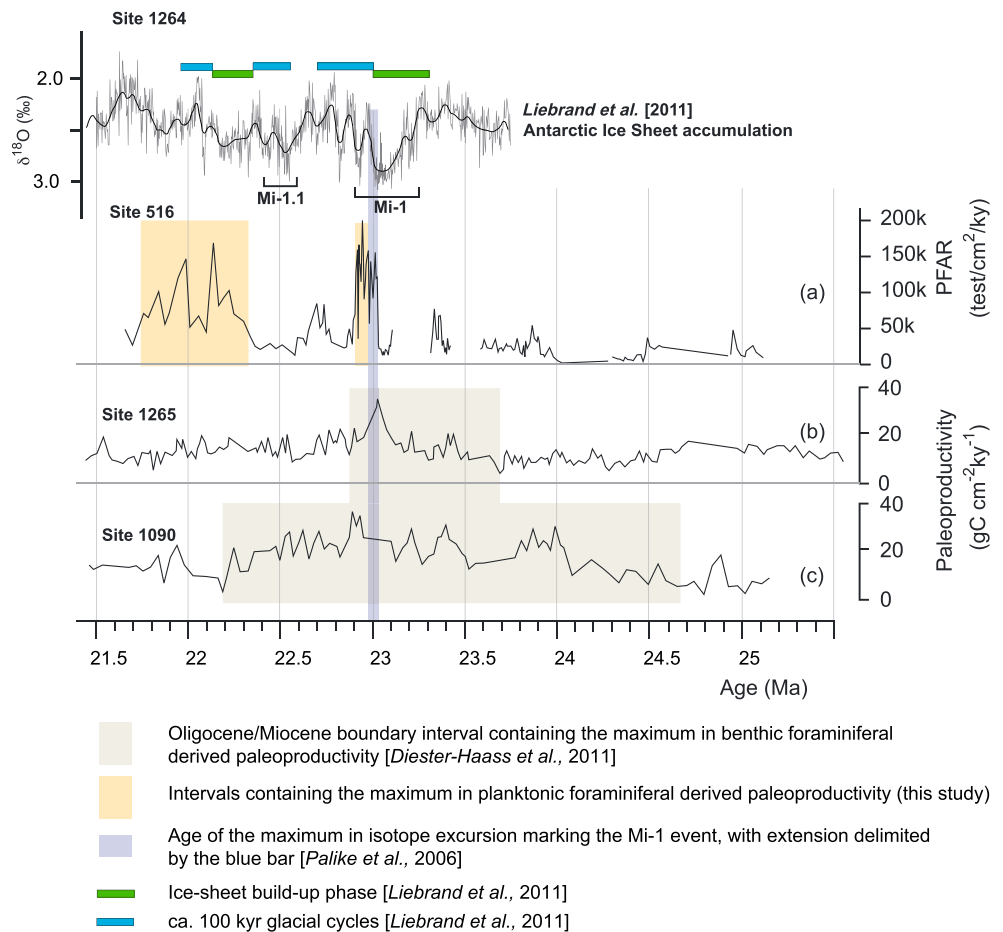 Site 1264
2.0
3.0
δ18O (‰)
Liebrand et al. [2011]
Antarctic Ice Sheet accumulation
Mi-1.1
Mi-1
Site 516
200k
150k
100k
50k
0
PFAR
(test/cm2/ky)
(a)
Site 1265
40
20
0
(b)
Site 1090
40
20
0
(c)
Paleoproductivity
(gC cm-2ky-1)
21.5 22 22.5 23 23.5 24 24.5 25
Age (Ma)
Oligocene/Miocene boundary interval containing the maximum in benthic foraminiferal
derived paleoproductivity [Diester-Haass et al., 2011]
Intervals containing the maximum in planktonic foraminiferal derived paleoproductivity (this study)
Age of the maximum in isotope excursion marking the Mi-1 event, with extension delimited
by the blue bar [Palike et al., 2006]
Ice-sheet build-up phase [Liebrand et al., 2011]
ca. 100 kyr glacial cycles [Liebrand et al., 2011]